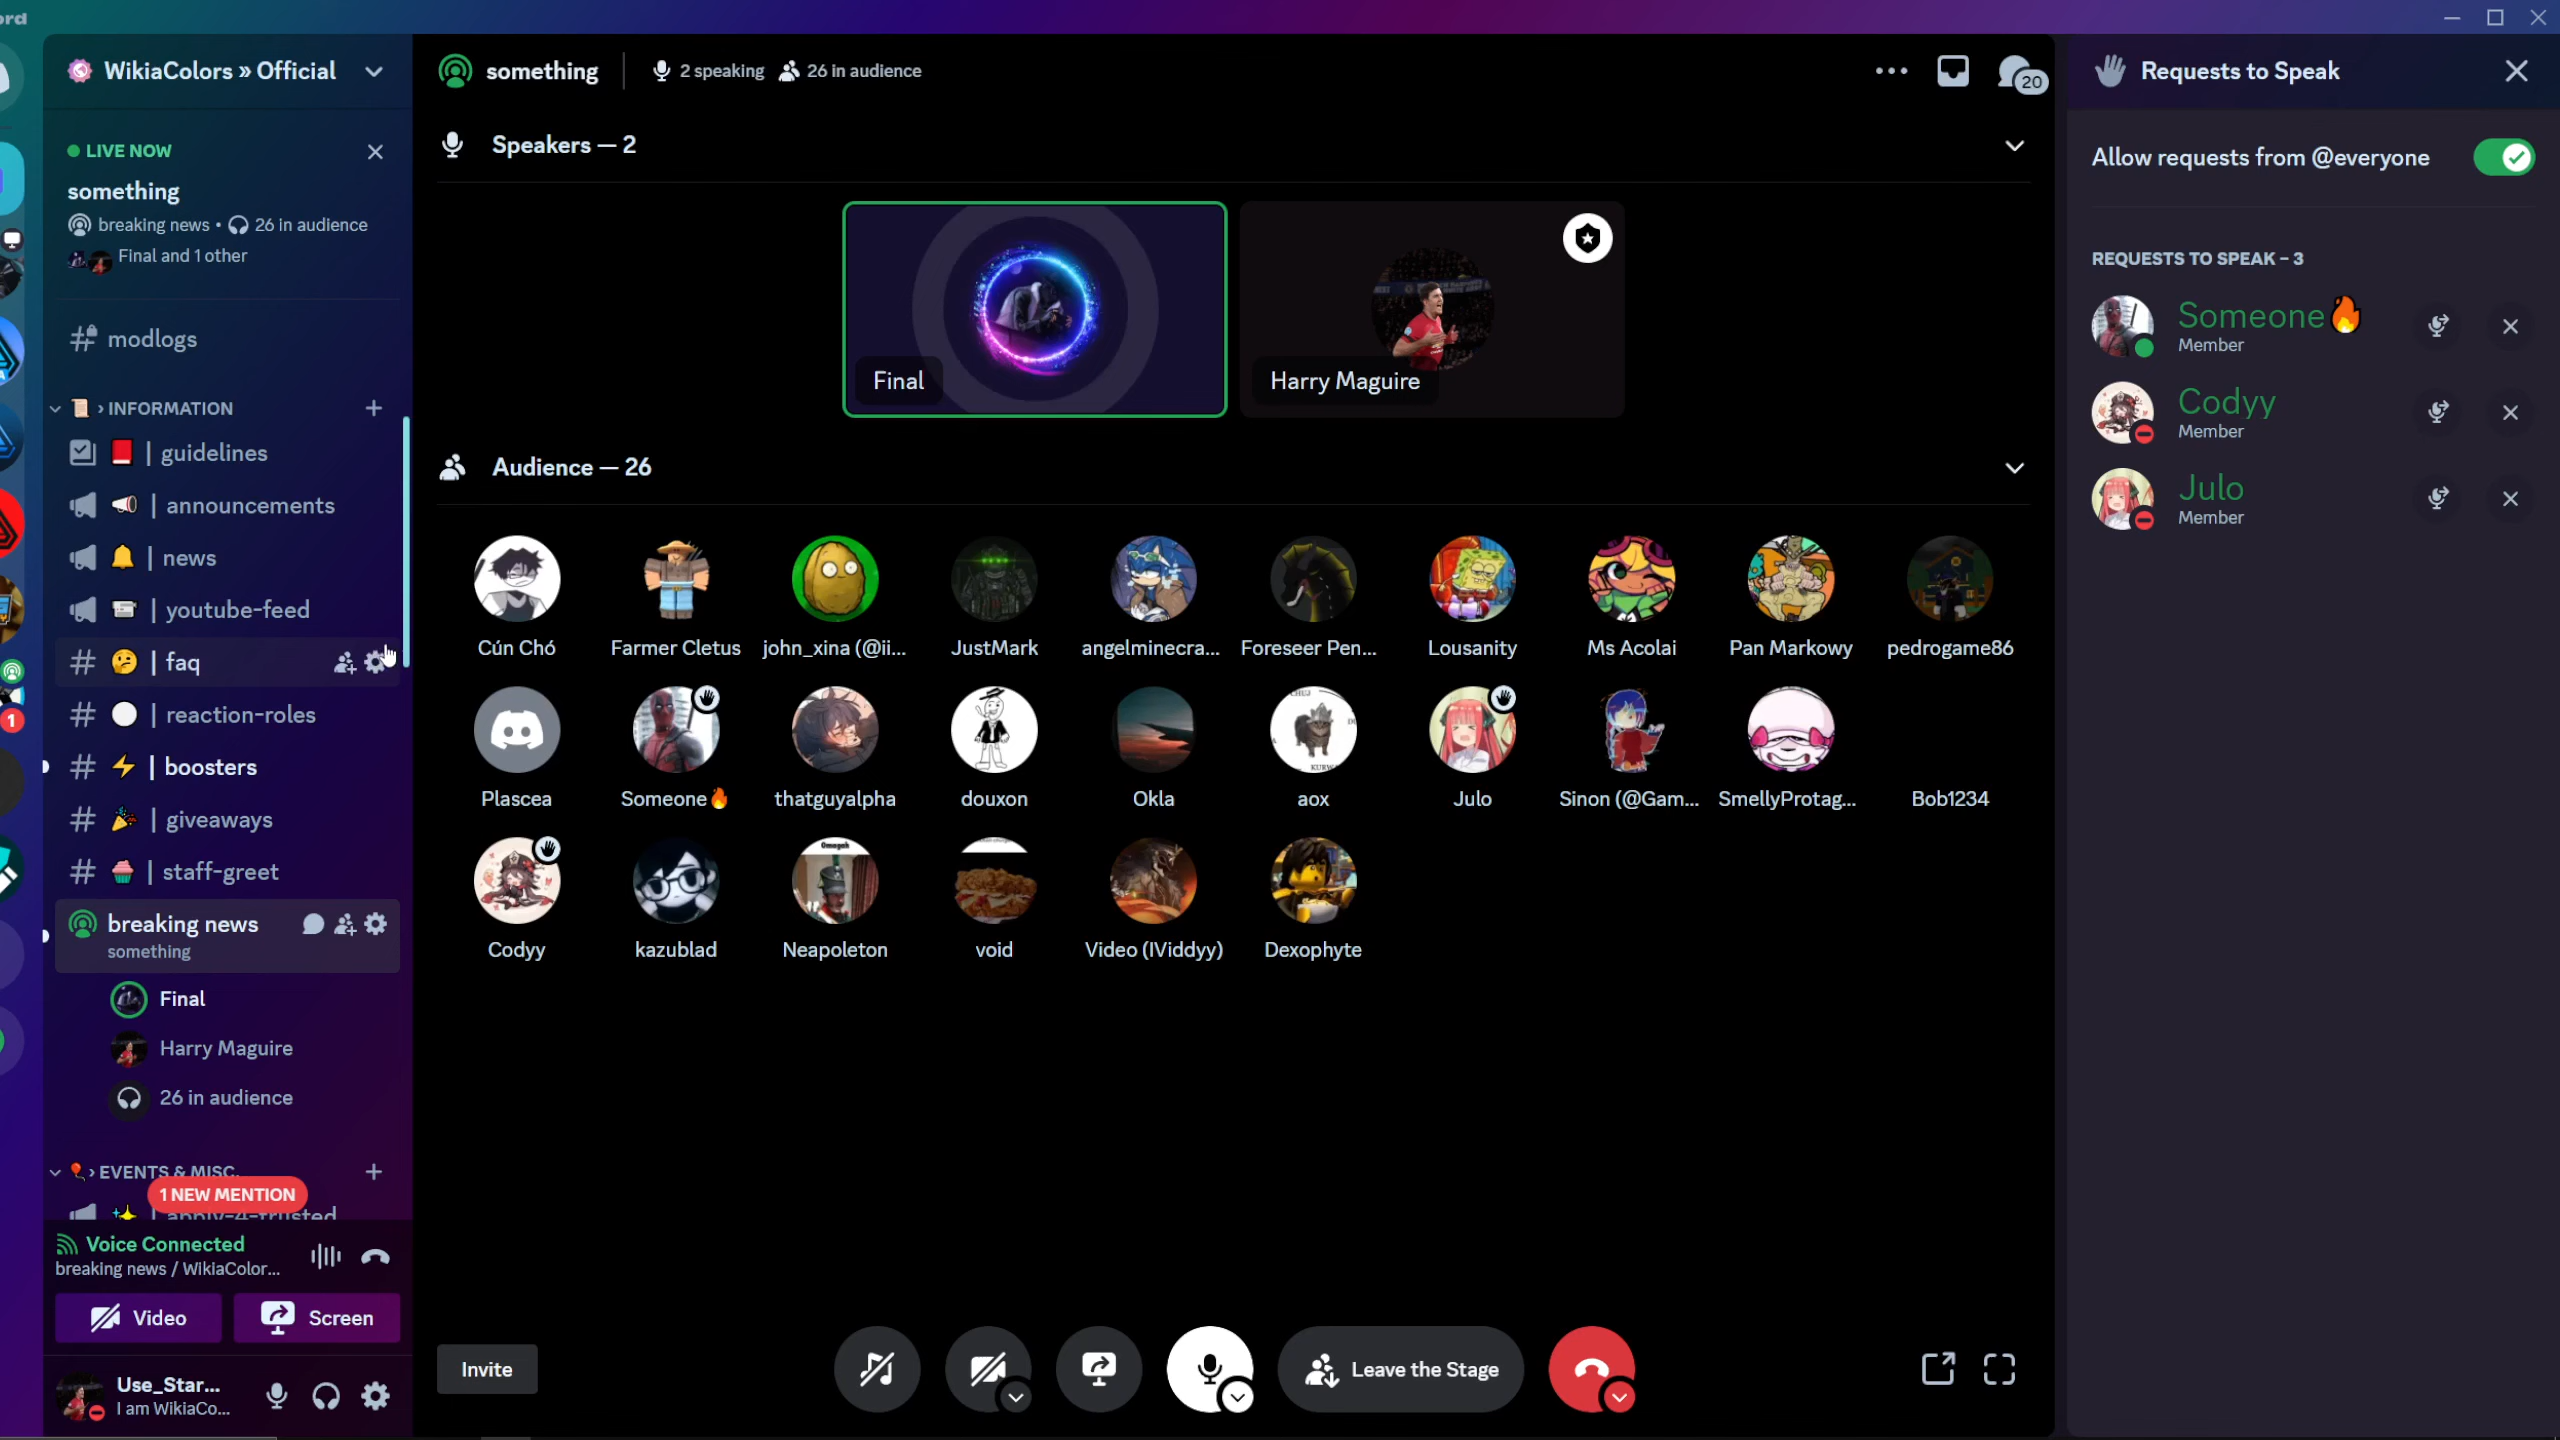 ord
WikiaColors » Official
LIVE NOW
something
breaking news • 26 in audience
Final and 1 other
modlogs
› INFORMATION
| guidelines
| announcements
| news
| youtube-feed
| faq
| reaction-roles
| boosters
| giveaways
| staff-greet
breaking news
something
Final
Harry Maguire
26 in audience
› EVENTS & MISC.
1 NEW MENTION
| apply-4-trusted
Voice Connected
breaking news / WikiaColor...
Video
Screen
Use_Star...
I am WikiaCo...
1
something
2 speaking
26 in audience
20
Speakers — 2
Final
Harry Maguire
Audience — 26
Cún Chó
Farmer Cletus
john_xina (@ii...
JustMark
angelminecra...
Foreseer Pen...
Lousanity
Ms Acolai
Pan Markowy
pedrogame86
Plascea
Someone
thatguyalpha
douxon
Okla
aox
Julo
Sinon (@Gam...
SmellyProtag...
Bob1234
Codyy
kazublad
Neapoleton
void
Video (IViddyy)
Dexophyte
Invite
Leave the Stage
Requests to Speak
Allow requests from @everyone
REQUESTS TO SPEAK – 3
Someone
Member
Codyy
Member
Julo
Member